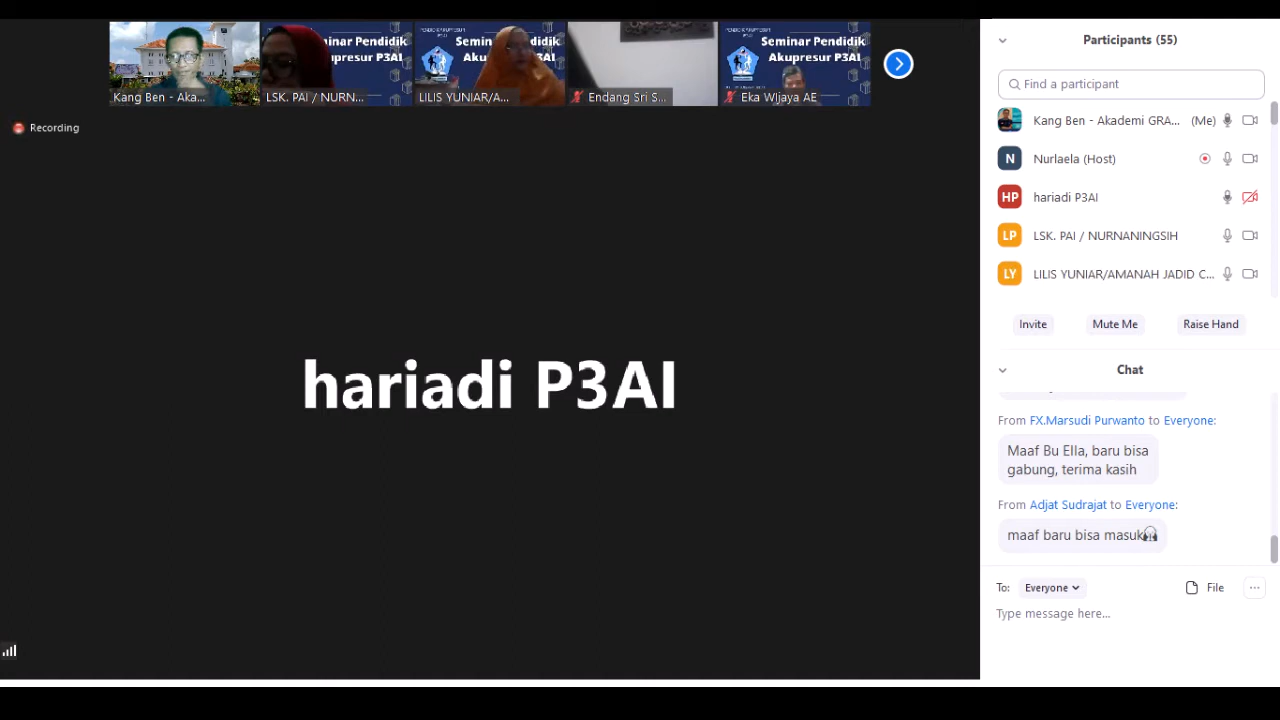 Seminar Pendidik
Akupresur P3AI
Kang Ben - Aka...
LSK. PAI / NURN...
LILIS YUNIAR/A...
Endang Sri S...
Eka WIjaya AE
Recording
hariadi P3AI
Participants (55)
Find a participant
Kang Ben - Akademi GRA... (Me)
N Nurlaela (Host)
HP hariadi P3AI
LP LSK. PAI / NURNANINGSIH
LY LILIS YUNIAR/AMANAH JADID C...
Invite Mute Me Raise Hand
Chat
From FX.Marsudi Purwanto to Everyone:
Maaf Bu Ella, baru bisa
gabung, terima kasih
From Adjat Sudrajat to Everyone:
maaf baru bisa masuk
To: Everyone File
Type message here...